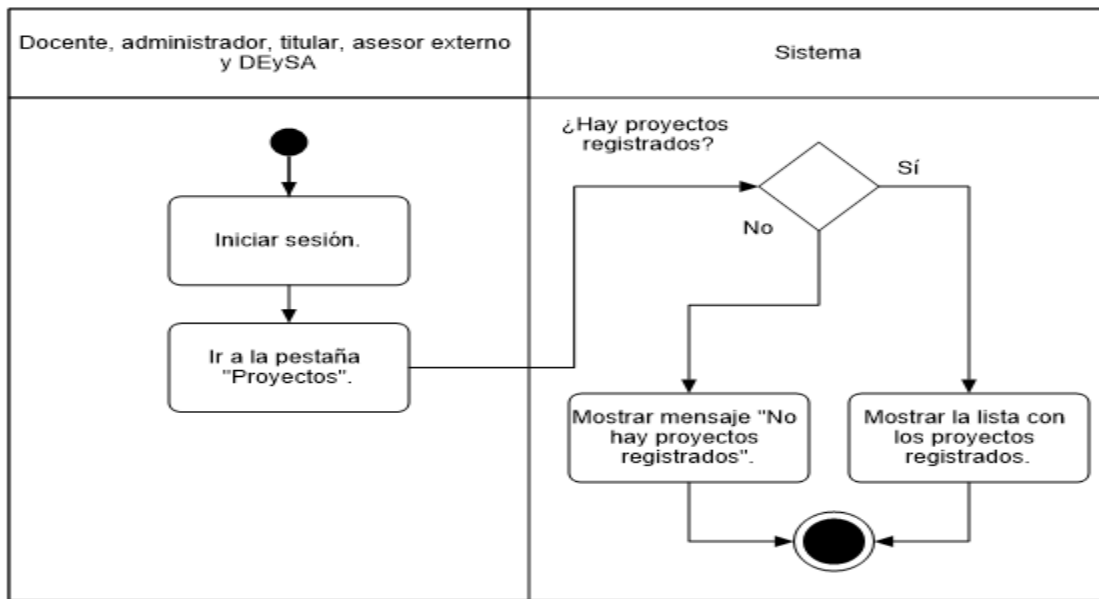 Docente, administrador, titular, asesor externo
y DEySA
Sistema
¿Hay proyectos
registrados?
Sí
No
Iniciar sesión.
Ir a la pestaña
"Proyectos".
Mostrar mensaje "No
hay proyectos
registrados".
Mostrar la lista con
los proyectos
registrados.